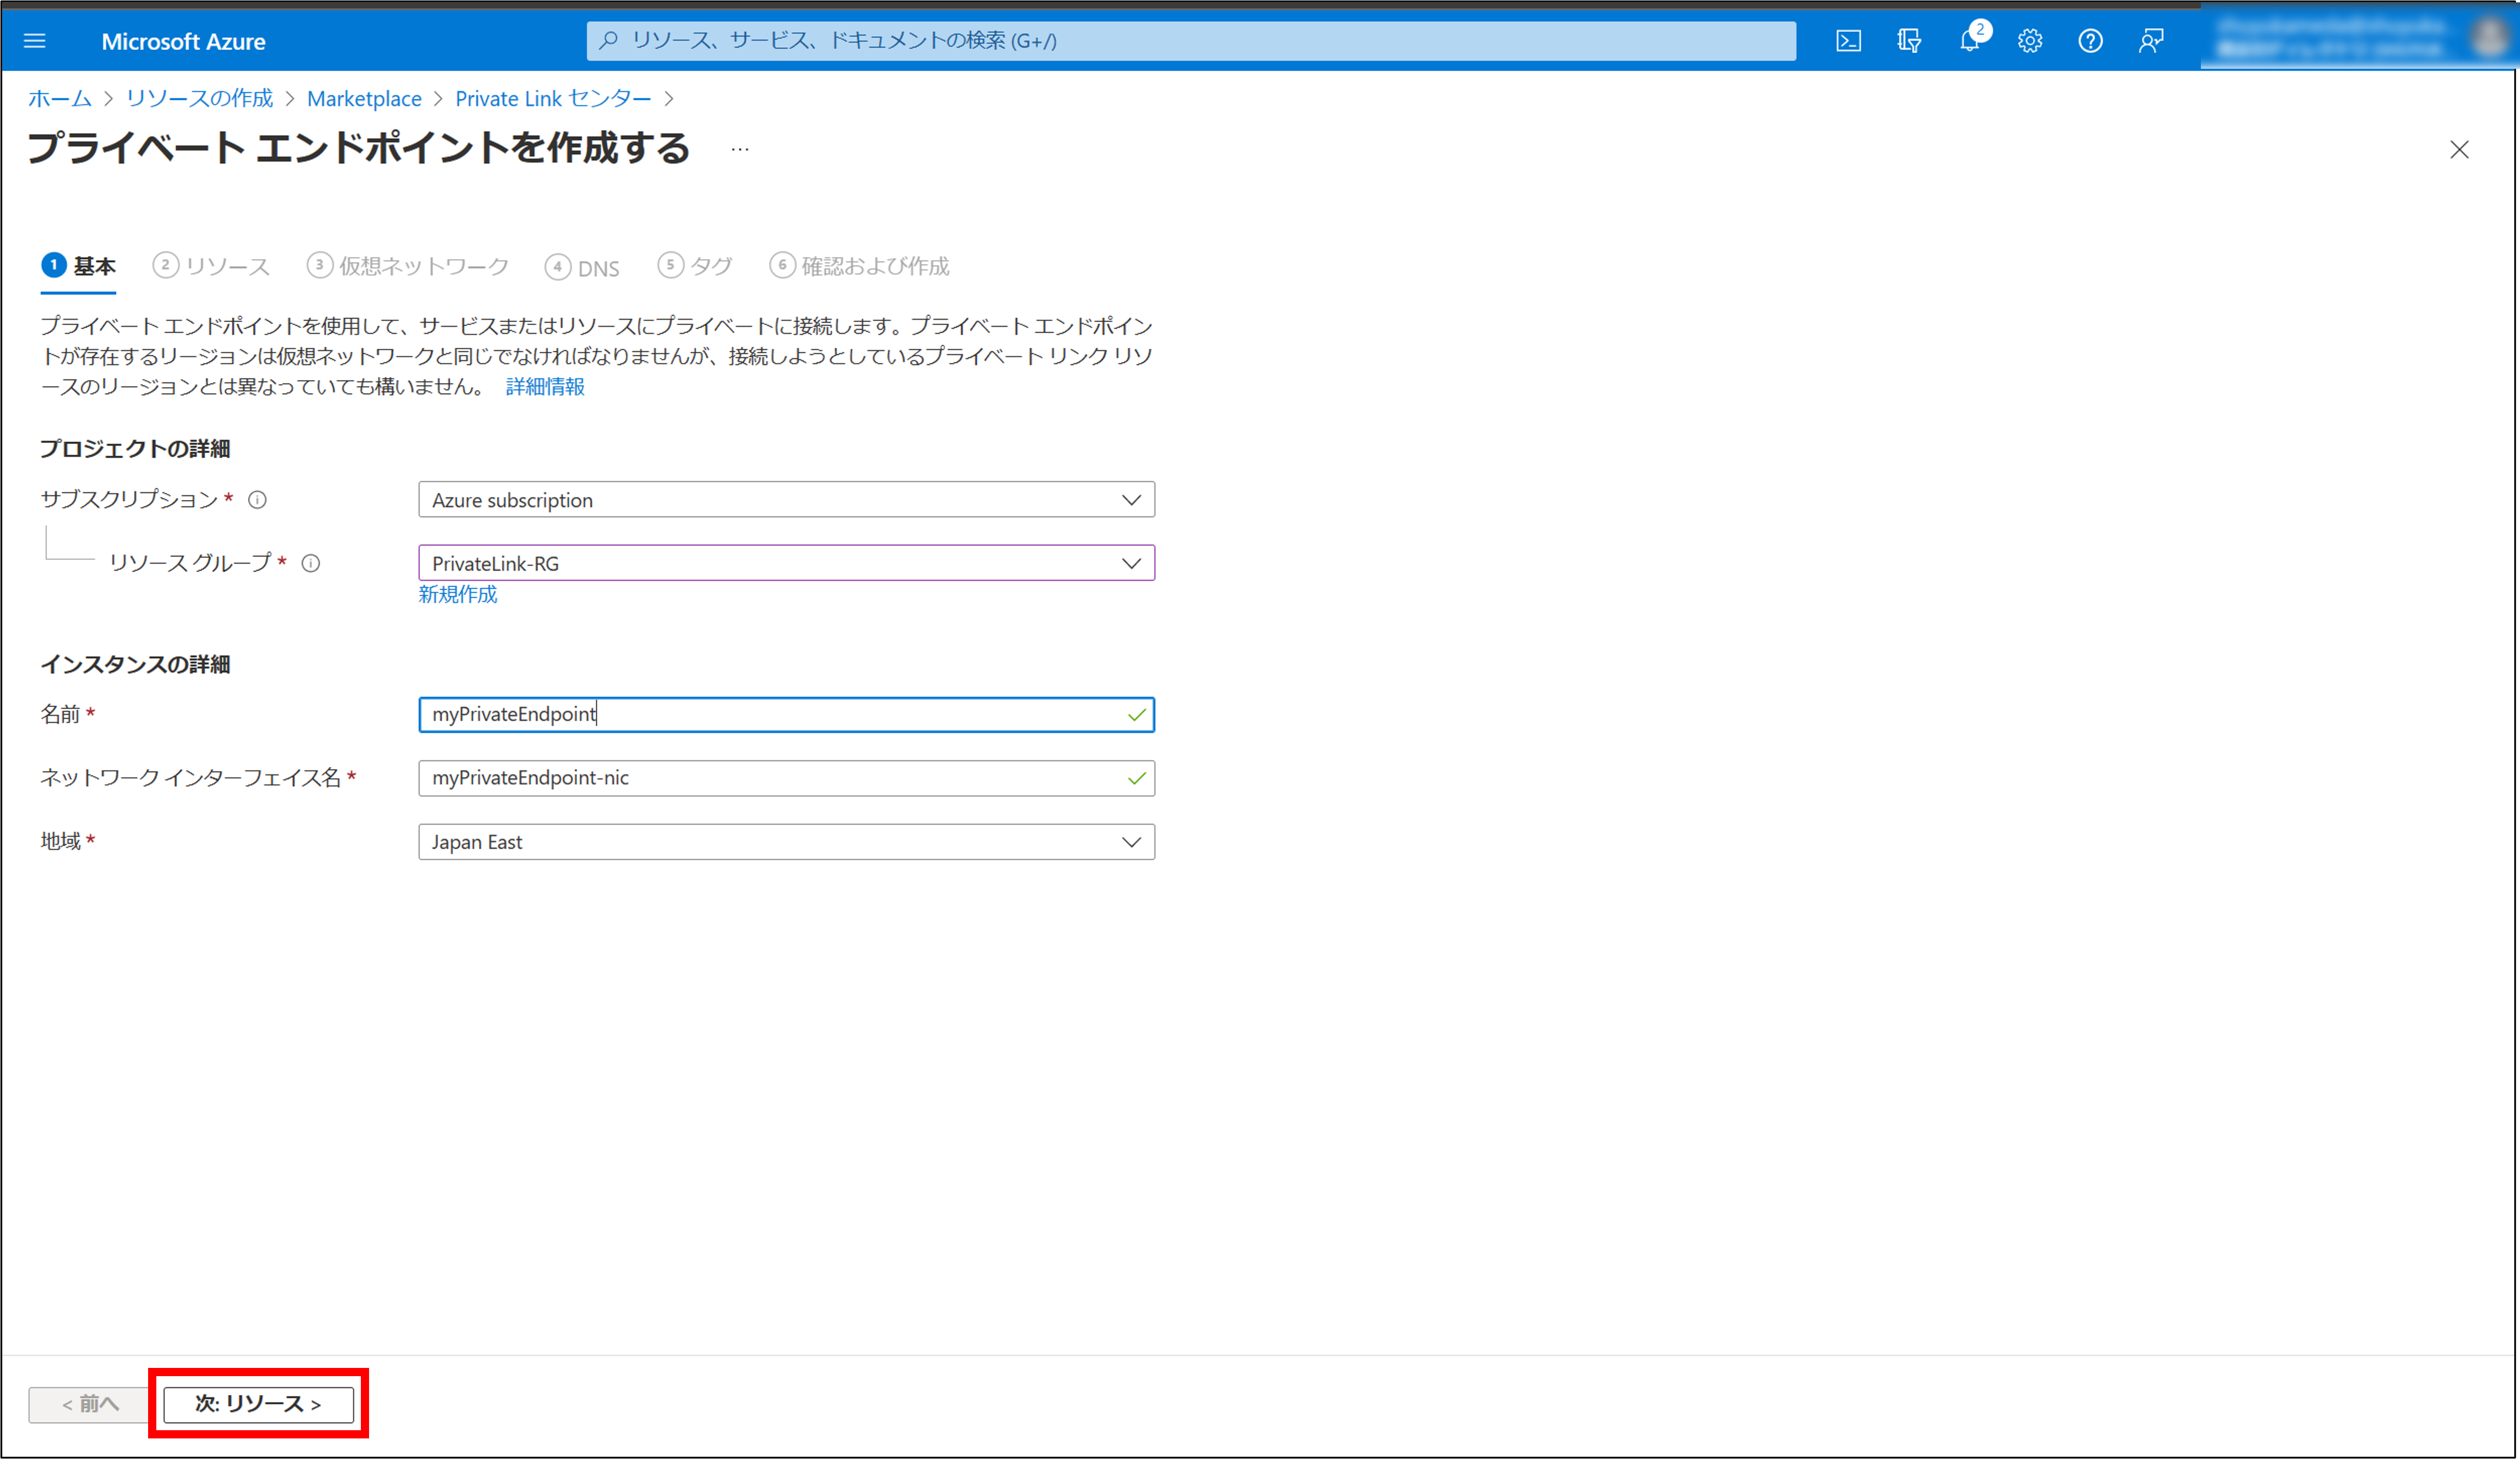 Microsoft Azure
リソース、サービス、ドキュメントの検索 (G+/)
2
ホーム > リソースの作成 > Marketplace > Private Link センター >
プライベート エンドポイントを作成する ...
1 基本
2 リソース
3 仮想ネットワーク
4 DNS
5 タグ
6 確認および作成
プライベート エンドポイントを使用して、サービスまたはリソースにプライベートに接続します。プライベート エンドポイン
トが存在するリージョンは仮想ネットワークと同じでなければなりませんが、接続しようとしているプライベート リンク リソ
ースのリージョンとは異なっていても構いません。 詳細情報
プロジェクトの詳細
サブスクリプション *
Azure subscription
リソース グループ *
PrivateLink-RG
新規作成
インスタンスの詳細
名前 *
myPrivateEndpoint
ネットワーク インターフェイス名 *
myPrivateEndpoint-nic
地域 *
Japan East
< 前へ
次: リソース >